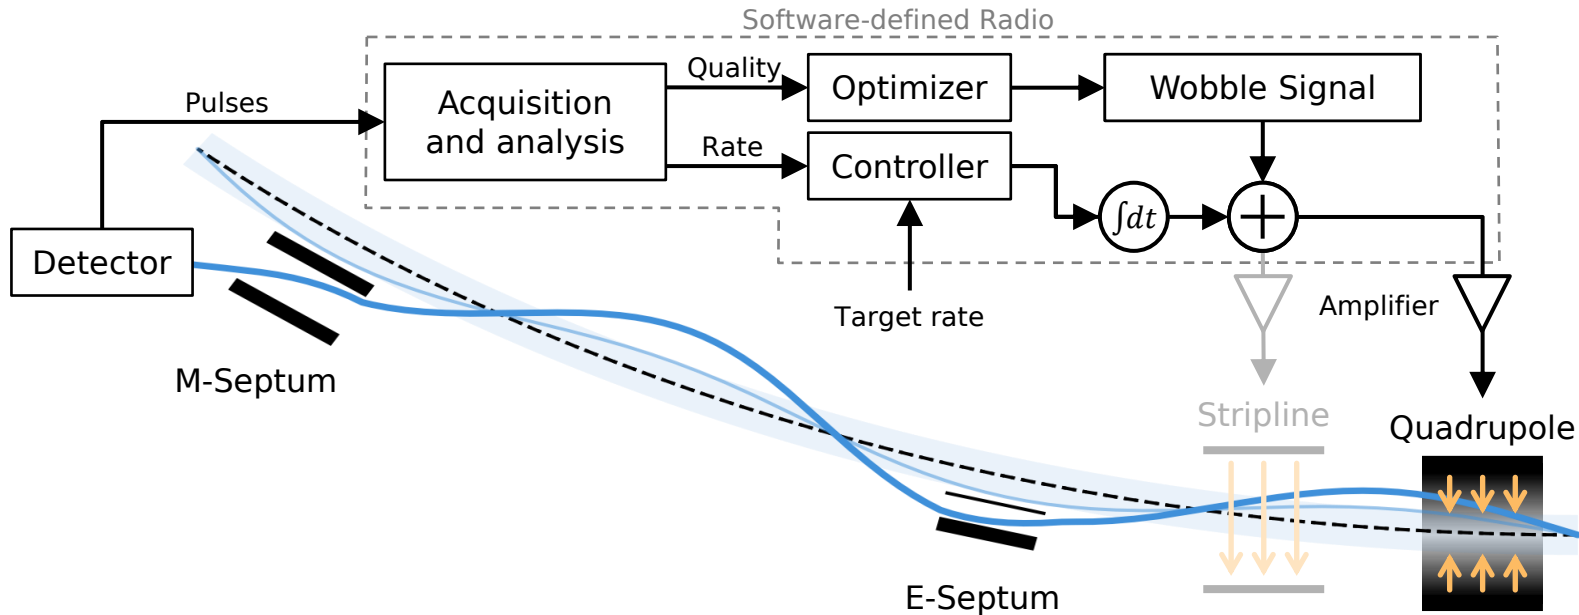 Software-defined Radio
Pulses
Acquisition
and analysis
Quality
Rate
Optimizer
Wobble Signal
Controller
∫dt
+
Detector
Target rate
Amplifier
M-Septum
Stripline
Quadrupole
E-Septum